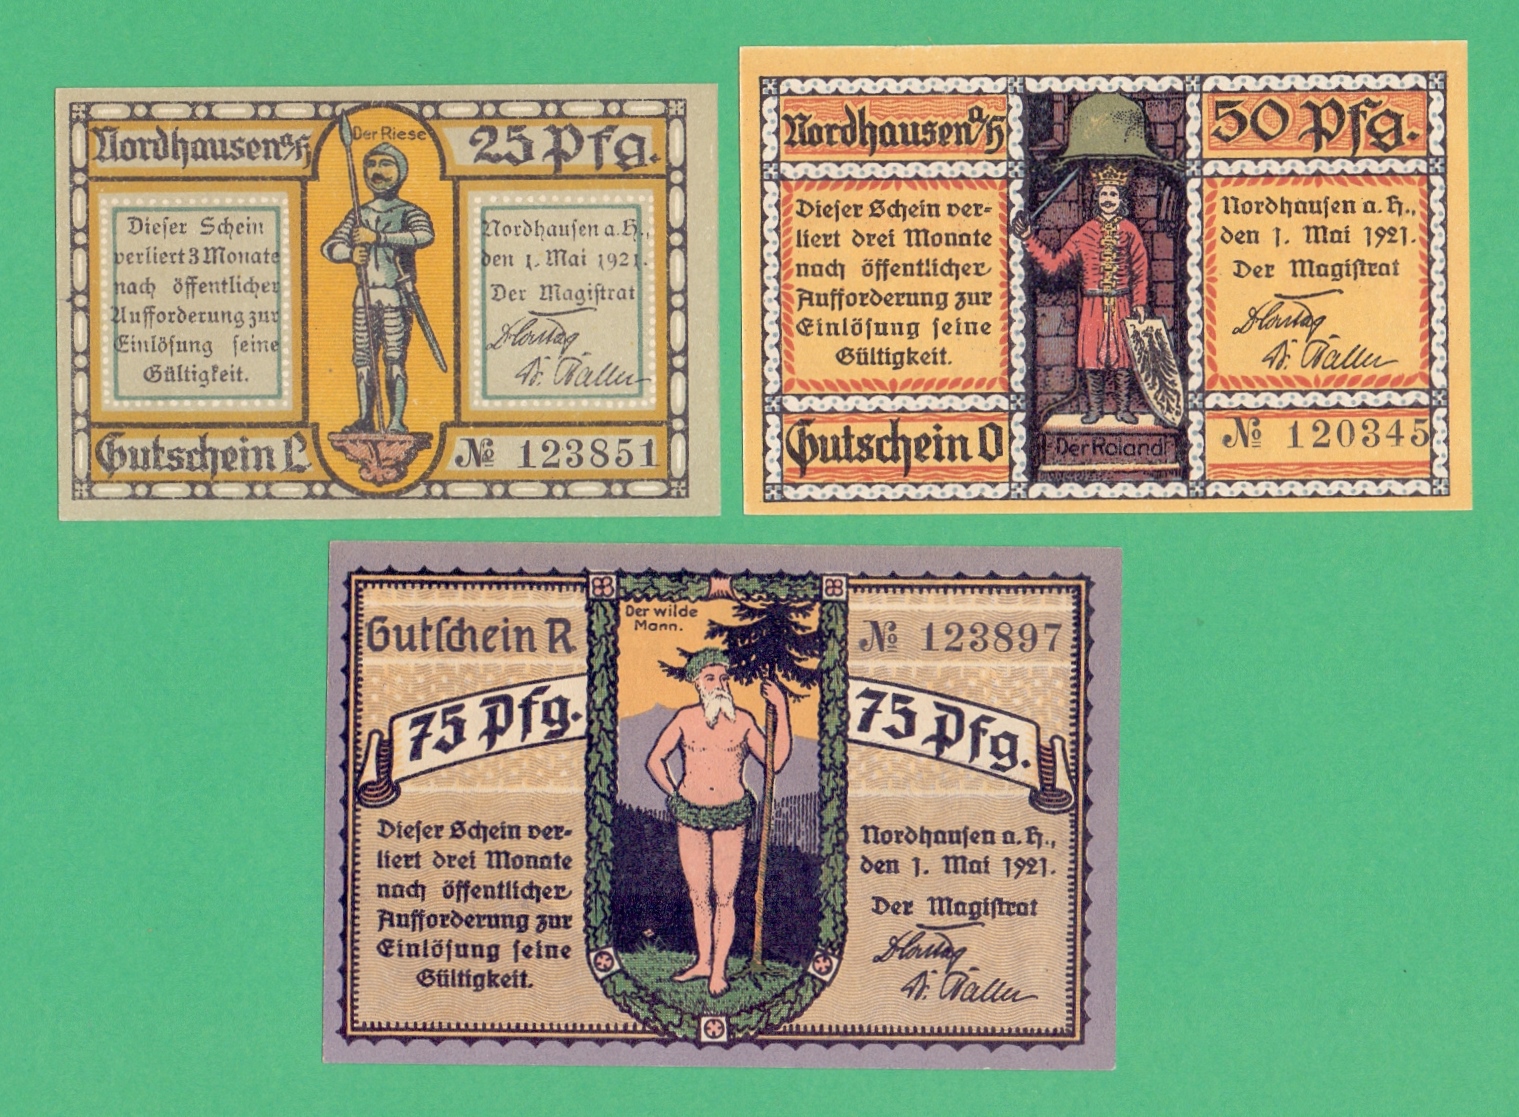 Nordhausen a/H
Der Riese
25 Pfg.
Dieser Schein
verliert 3 Monate
nach öffentlicher
Aufforderung zur
Einlösung seine
Gültigkeit.
Nordhausen a. H.,
den 1. Mai 1921.
Der Magistrat
Gutschein L
№ 123851
Nordhausen a/H
50 Pfg.
Dieser Schein ver-
liert drei Monate
nach öffentlicher
Aufforderung zur
Einlösung seine
Gültigkeit.
Nordhausen a. H.,
den 1. Mai 1921.
Der Magistrat
Gutschein O
Der Roland
№ 120345
Gutschein R
Der wilde
Mann.
№ 123897
75 Pfg.
75 Pfg.
Dieser Schein ver-
liert drei Monate
nach öffentlicher
Aufforderung zur
Einlösung seine
Gültigkeit.
Nordhausen a. H.,
den 1. Mai 1921.
Der Magistrat